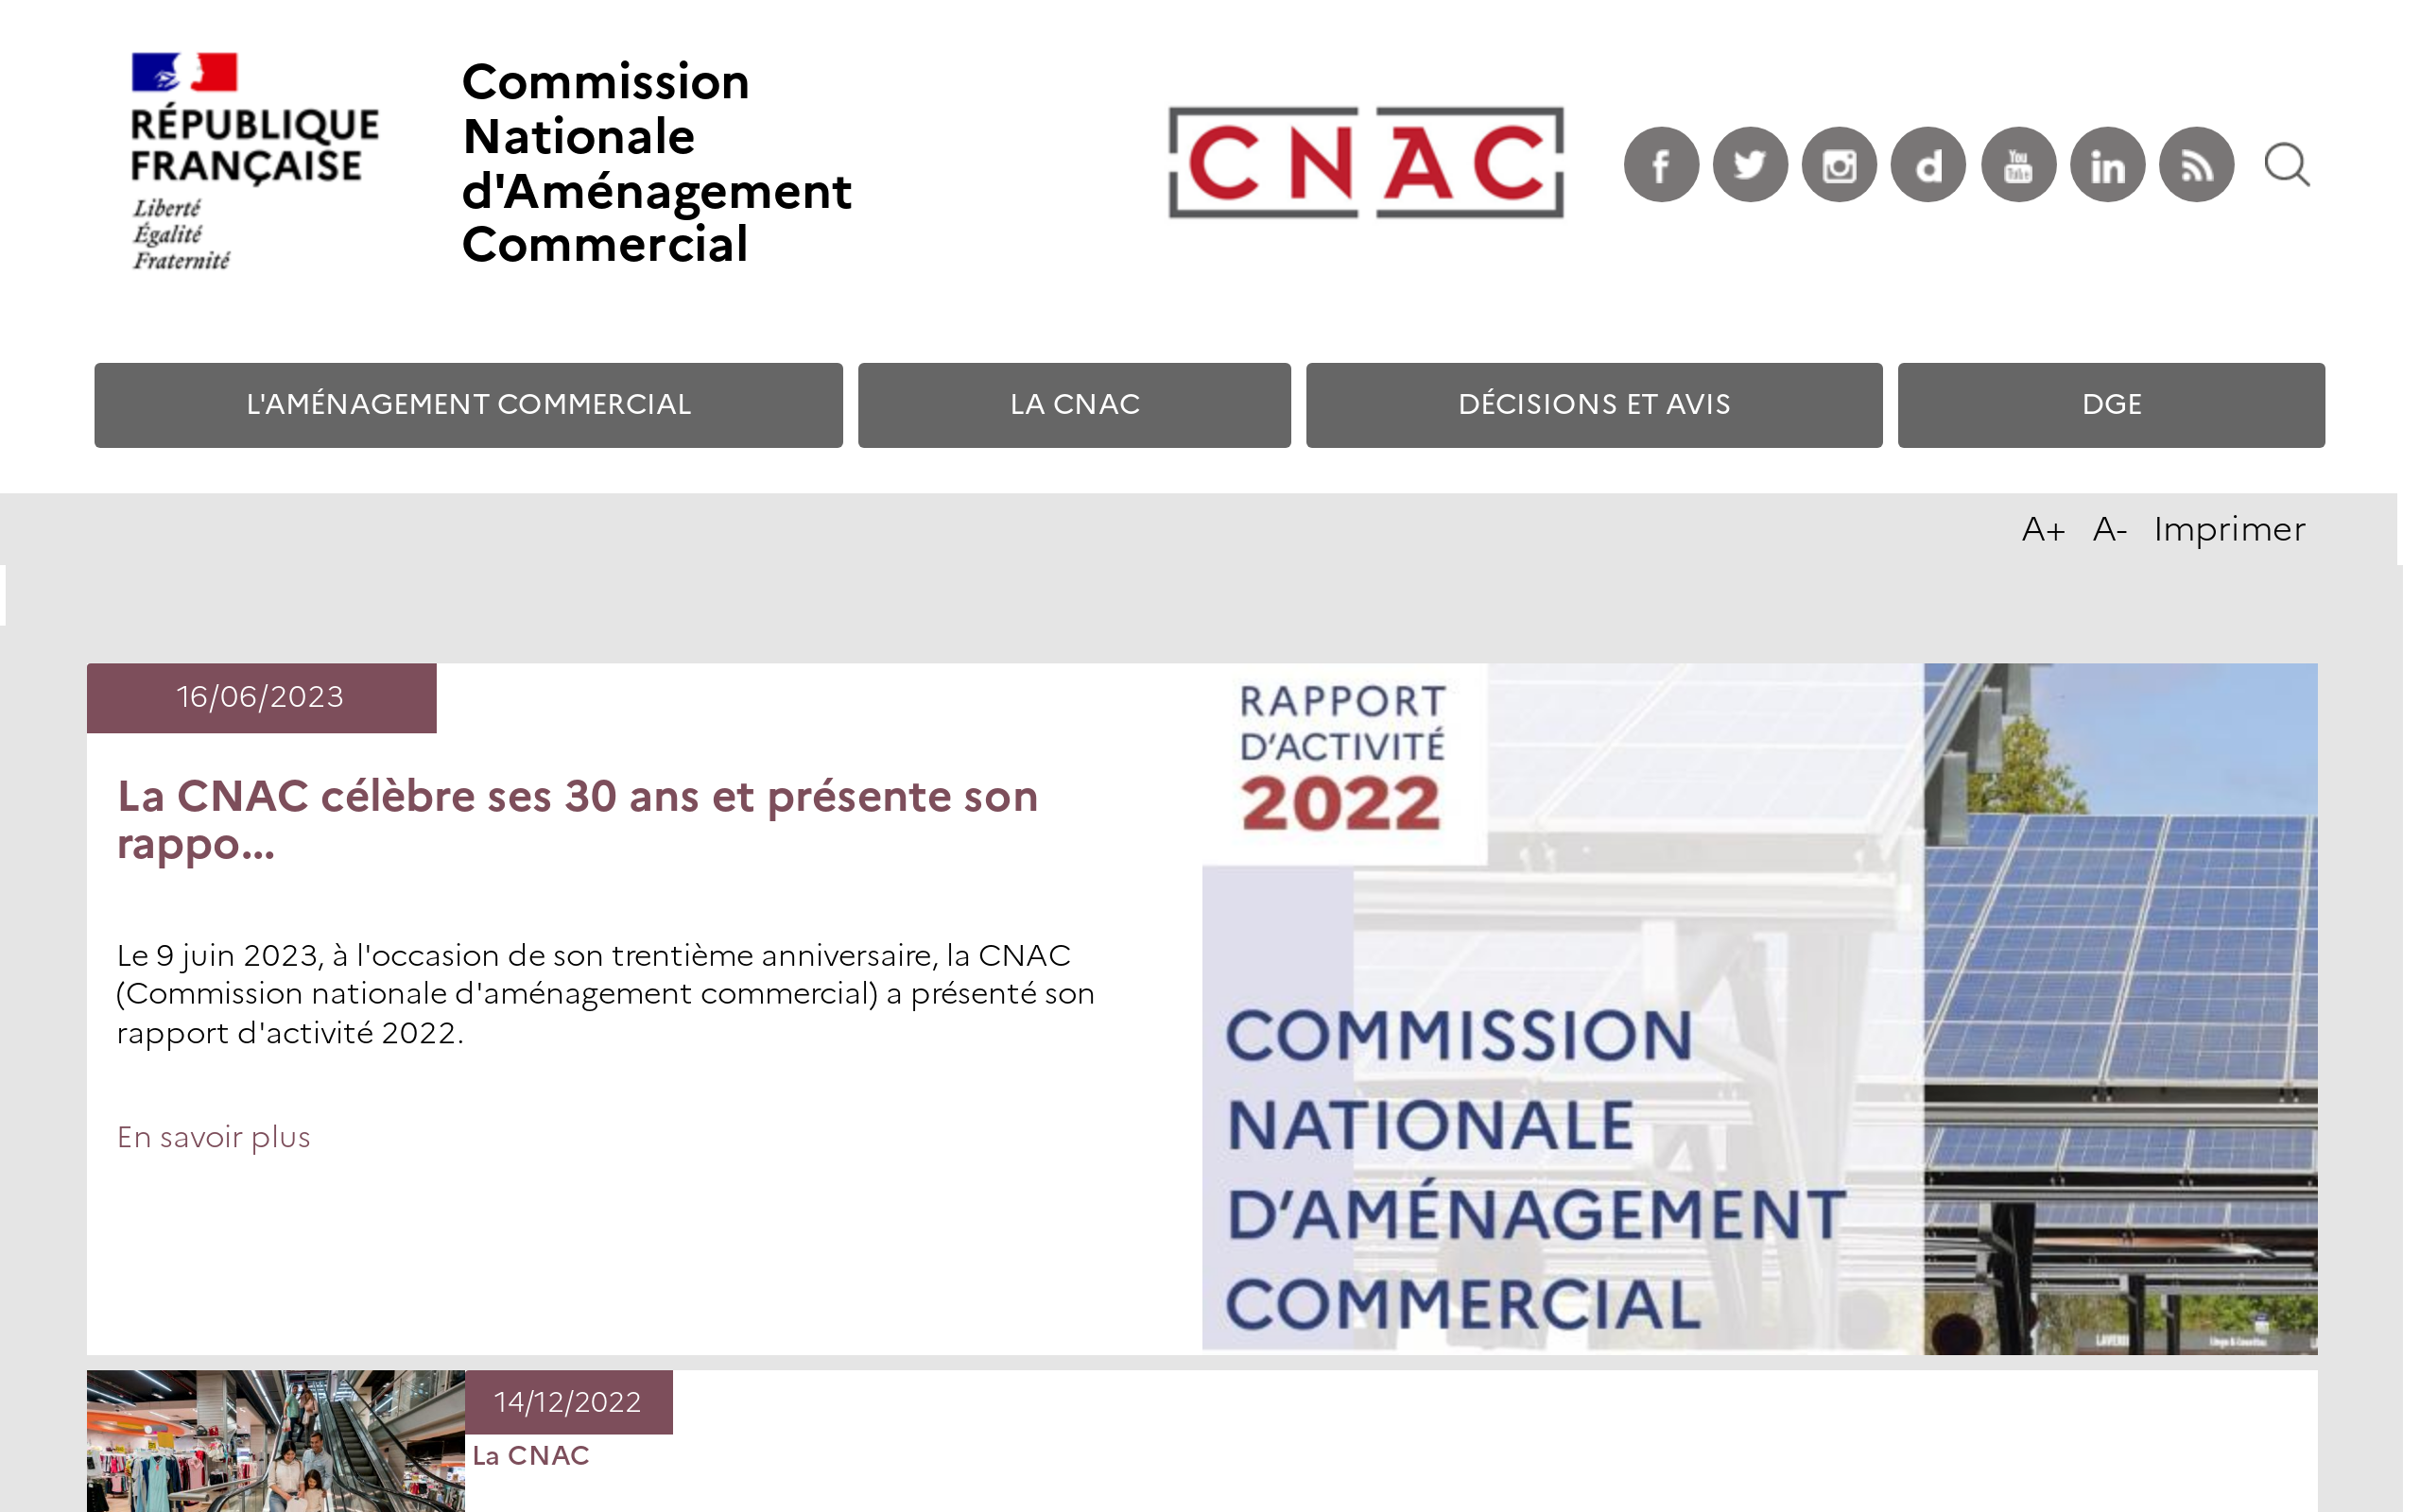 RÉPUBLIQUE
FRANÇAISE
Liberté
Égalité
Fraternité
Commission
Nationale
d'Aménagement
Commercial
CNAC
You
Tube
L'AMÉNAGEMENT COMMERCIAL
LA CNAC
DÉCISIONS ET AVIS
DGE
A+ A- Imprimer
16/06/2023
La CNAC célèbre ses 30 ans et présente son
rappo...
Le 9 juin 2023, à l'occasion de son trentième anniversaire, la CNAC
(Commission nationale d'aménagement commercial) a présenté son
rapport d'activité 2022.
En savoir plus
RAPPORT
D’ACTIVITÉ
2022
COMMISSION
NATIONALE
D’AMÉNAGEMENT
COMMERCIAL
14/12/2022
La CNAC